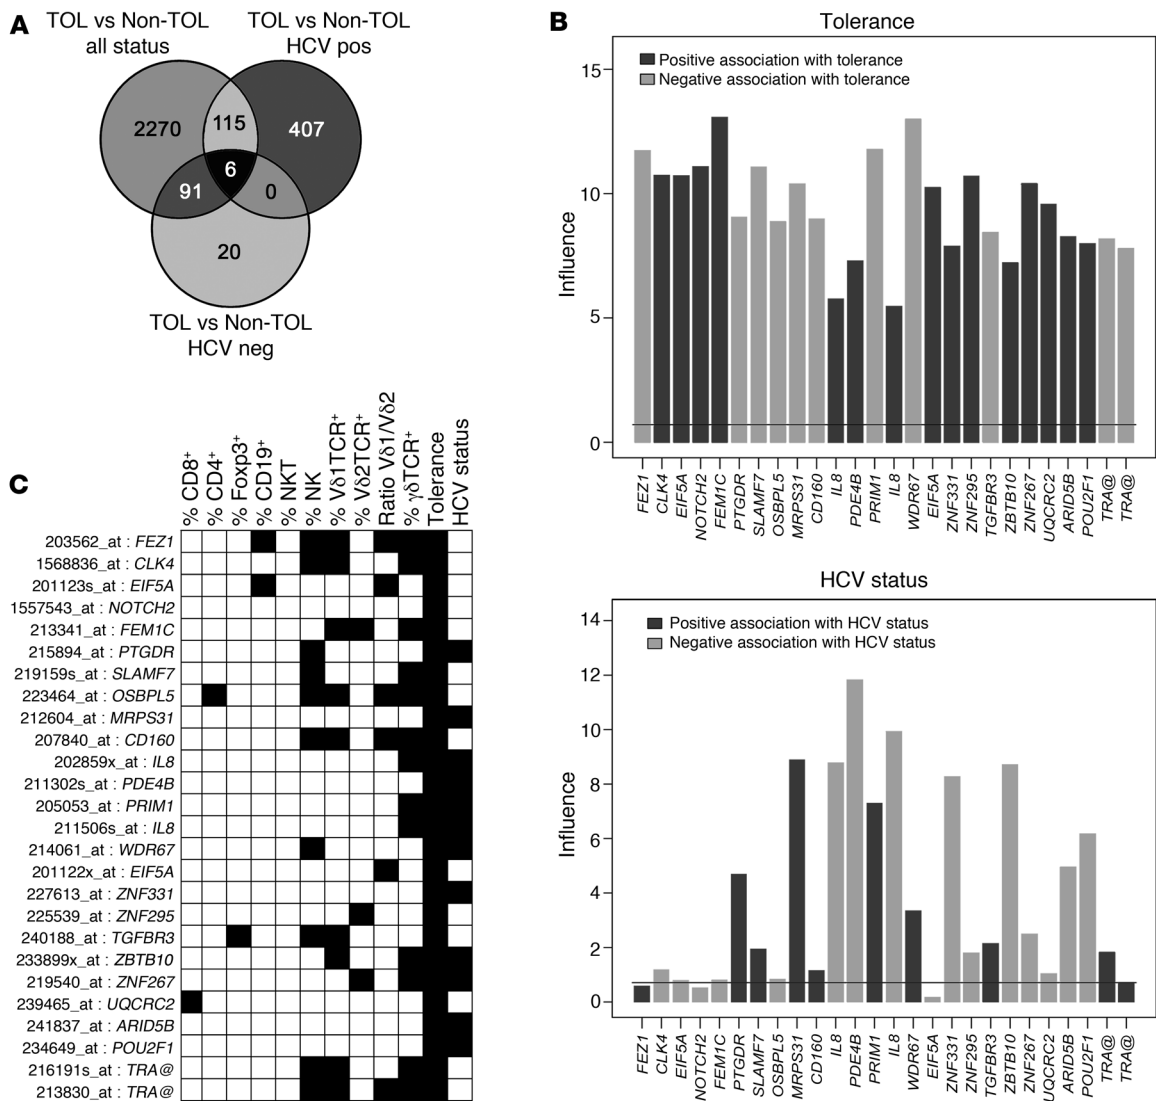 A
TOL vs Non-TOL
all status
TOL vs Non-TOL
HCV pos
2270
115
407
6
91
0
20
TOL vs Non-TOL
HCV neg
B
Tolerance
Positive association with tolerance
Negative association with tolerance
Influence
15
10
5
0
FEZ1
CLK4
EIF5A
NOTCH2
FEM1C
PTGDR
SLAMF7
OSBPL5
MRPS31
CD160
IL8
PDE4B
PRIM1
IL8
WDR67
EIF5A
ZNF331
ZNF295
TGFBR3
ZBTB10
ZNF267
UQCRC2
ARID5B
POU2F1
TRA@
TRA@
HCV status
Positive association with HCV status
Negative association with HCV status
Influence
14
12
10
8
6
4
2
0
FEZ1
CLK4
EIF5A
NOTCH2
FEM1C
PTGDR
SLAMF7
OSBPL5
MRPS31
CD160
IL8
PDE4B
PRIM1
IL8
WDR67
EIF5A
ZNF331
ZNF295
TGFBR3
ZBTB10
ZNF267
UQCRC2
ARID5B
POU2F1
TRA@
TRA@
C
% CD8+
% CD4+
% Foxp3+
% CD19+
% NKT
% NK
% Vδ1TCR+
% Vδ2TCR+
Ratio Vδ1/Vδ2
% γδTCR+
Tolerance
HCV status
203562_at : FEZ1
1568836_at : CLK4
201123s_at : EIF5A
1557543_at : NOTCH2
213341_at : FEM1C
215894_at : PTGDR
219159s_at : SLAMF7
223464_at : OSBPL5
212604_at : MRPS31
207840_at : CD160
202859x_at : IL8
211302s_at : PDE4B
205053_at : PRIM1
211506s_at : IL8
214061_at : WDR67
201122x_at : EIF5A
227613_at : ZNF331
225539_at : ZNF295
240188_at : TGFBR3
233899x_at : ZBTB10
219540_at : ZNF267
239465_at : UQCRC2
241837_at : ARID5B
234649_at : POU2F1
216191s_at : TRA@
213830_at : TRA@